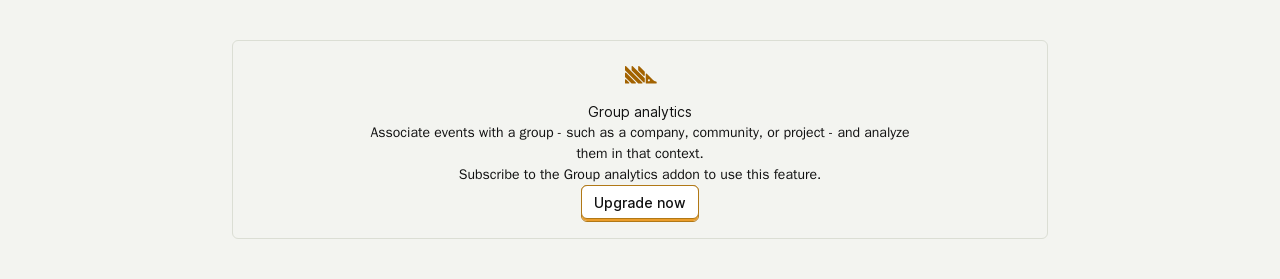 Group analytics
Associate events with a group - such as a company, community, or project - and analyze
them in that context.
Subscribe to the Group analytics addon to use this feature.
Upgrade now